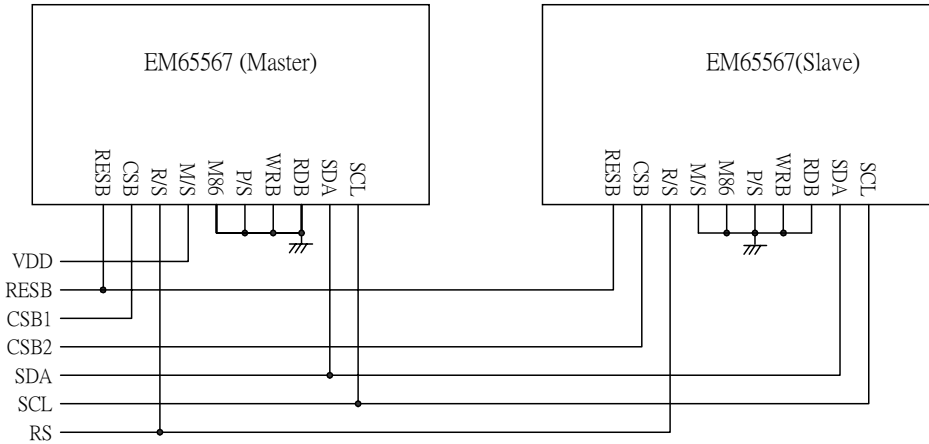 EM65567 (Master)
EM65567(Slave)
RESB
CSB
R/S
M/S
M86
P/S
WRB
RDB
SDA
SCL
RESB
CSB
R/S
M/S
M86
P/S
WRB
RDB
SDA
SCL
VDD
RESB
CSB1
CSB2
SDA
SCL
RS